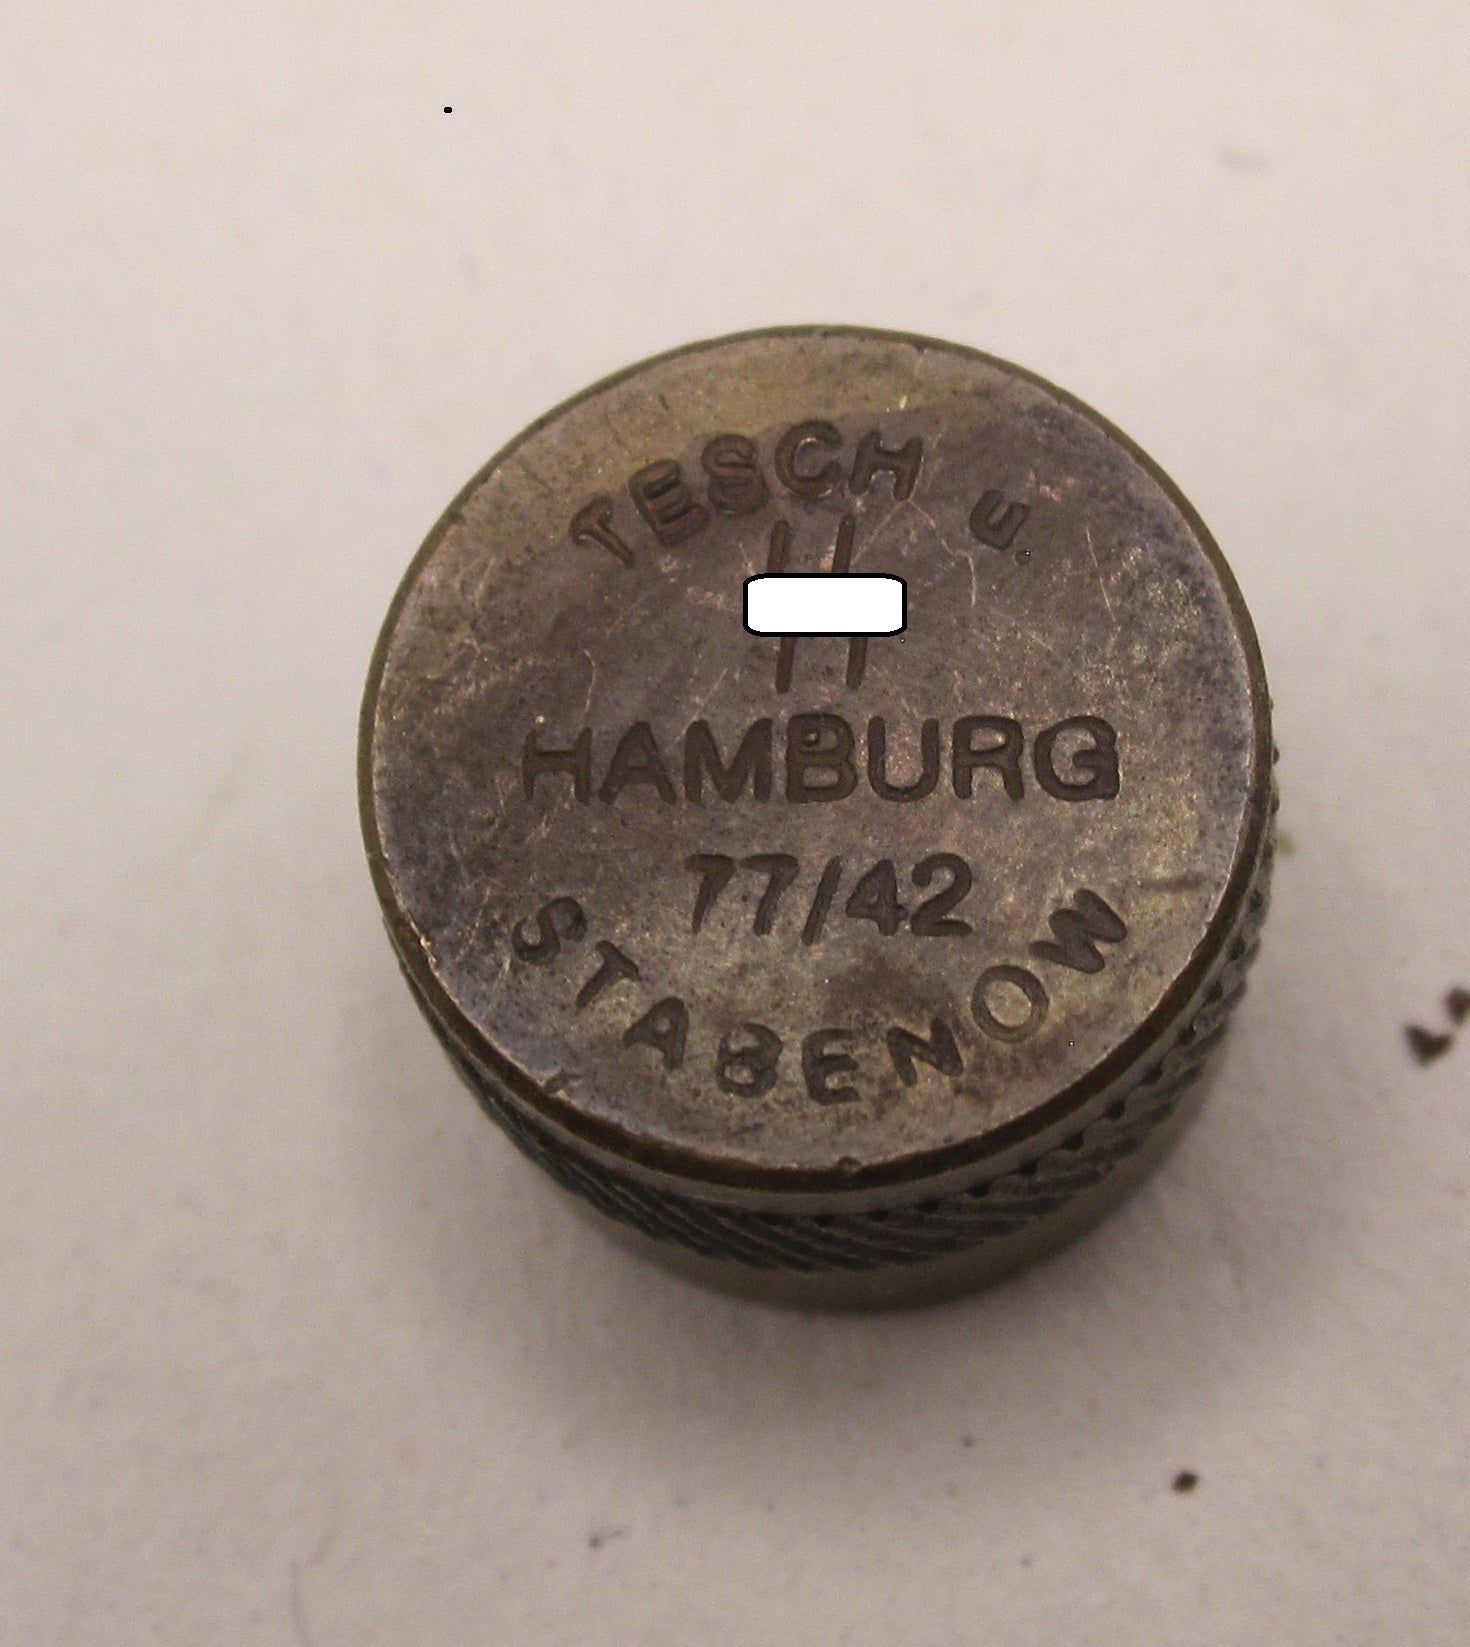 TESCH u.
HAMBURG
77/42
STABENOW